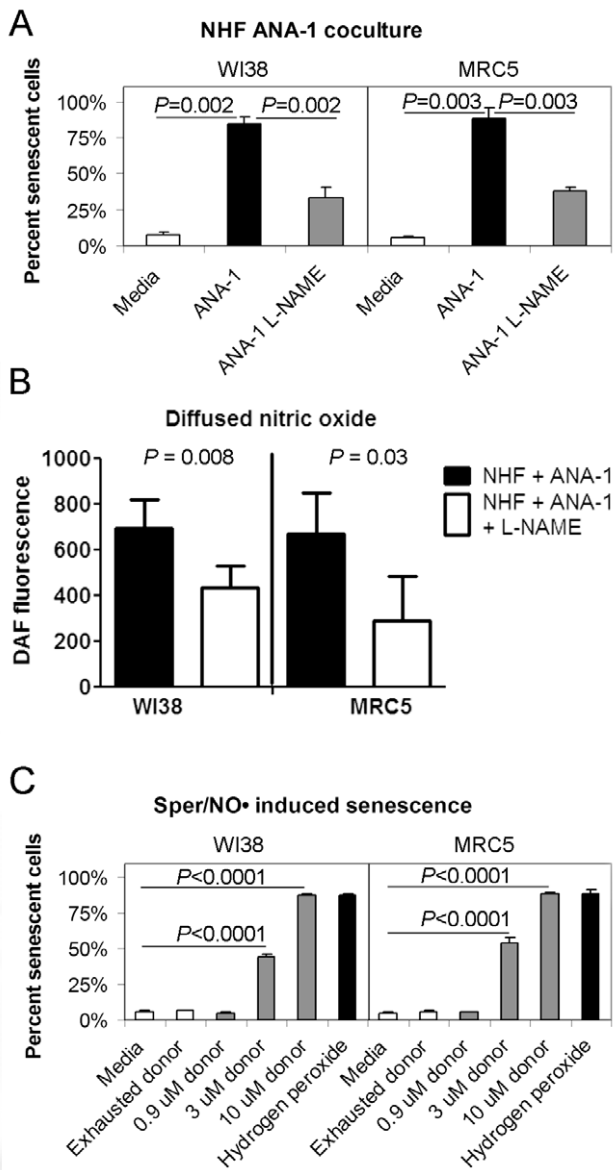 A
NHF ANA-1 coculture
WI38 MRC5
Percent senescent cells
100%
75%
50%
25%
0%
P=0.002 P=0.002 P=0.003 P=0.003
Media
ANA-1
ANA-1 L-NAME
Media
ANA-1
ANA-1 L-NAME
B
Diffused nitric oxide
DAF fluorescence
1000
800
600
400
200
0
P = 0.008 P = 0.03
WI38 MRC5
NHF + ANA-1
NHF + ANA-1
+ L-NAME
C
Sper/NO• induced senescence
WI38 MRC5
Percent senescent cells
100%
75%
50%
25%
0%
P<0.0001 P<0.0001
P<0.0001 P<0.0001
Media
Exhausted donor
0.9 uM donor
3 uM donor
10 uM donor
Hydrogen peroxide
Media
Exhausted donor
0.9 uM donor
3 uM donor
10 uM donor
Hydrogen peroxide